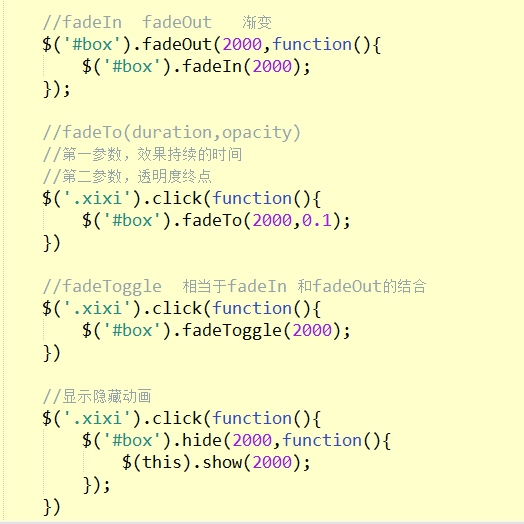 //fadeIn  fadeOut   渐变
$('#box').fadeOut(2000,function(){
    $('#box').fadeIn(2000);
});

//fadeTo(duration,opacity)
//第一参数，效果持续的时间
//第二参数，透明度终点
$('.xixi').click(function(){
    $('#box').fadeTo(2000,0.1);
})

//fadeToggle  相当于fadeIn 和fadeOut的结合
$('.xixi').click(function(){
    $('#box').fadeToggle(2000);
})

//显示隐藏动画
$('.xixi').click(function(){
    $('#box').hide(2000,function(){
        $(this).show(2000);
    });
})